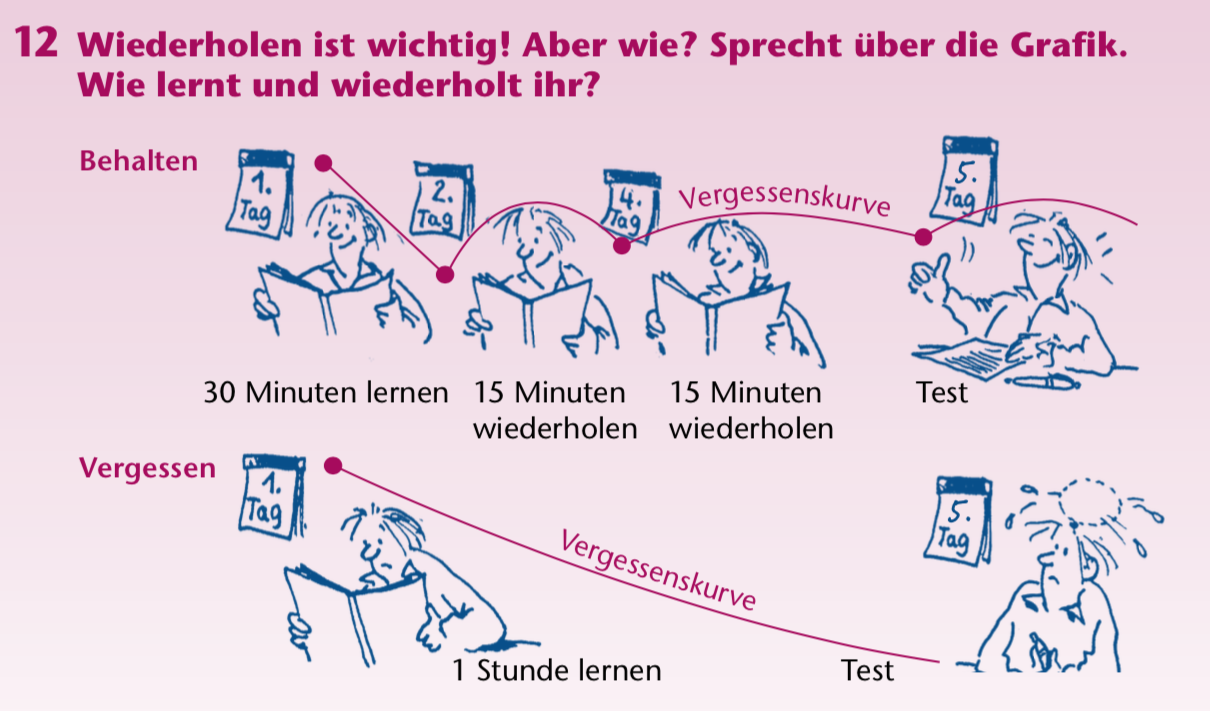 12 Wiederholen ist wichtig! Aber wie? Sprecht über die Grafik.
Wie lernt und wiederholt ihr?
Behalten
1.
Tag
2.
Tag
4.
Tag
Vergessenskurve
5.
Tag
30 Minuten lernen
15 Minuten
wiederholen
15 Minuten
wiederholen
Test
Vergessen
1.
Tag
Vergessenskurve
5.
Tag
1 Stunde lernen
Test